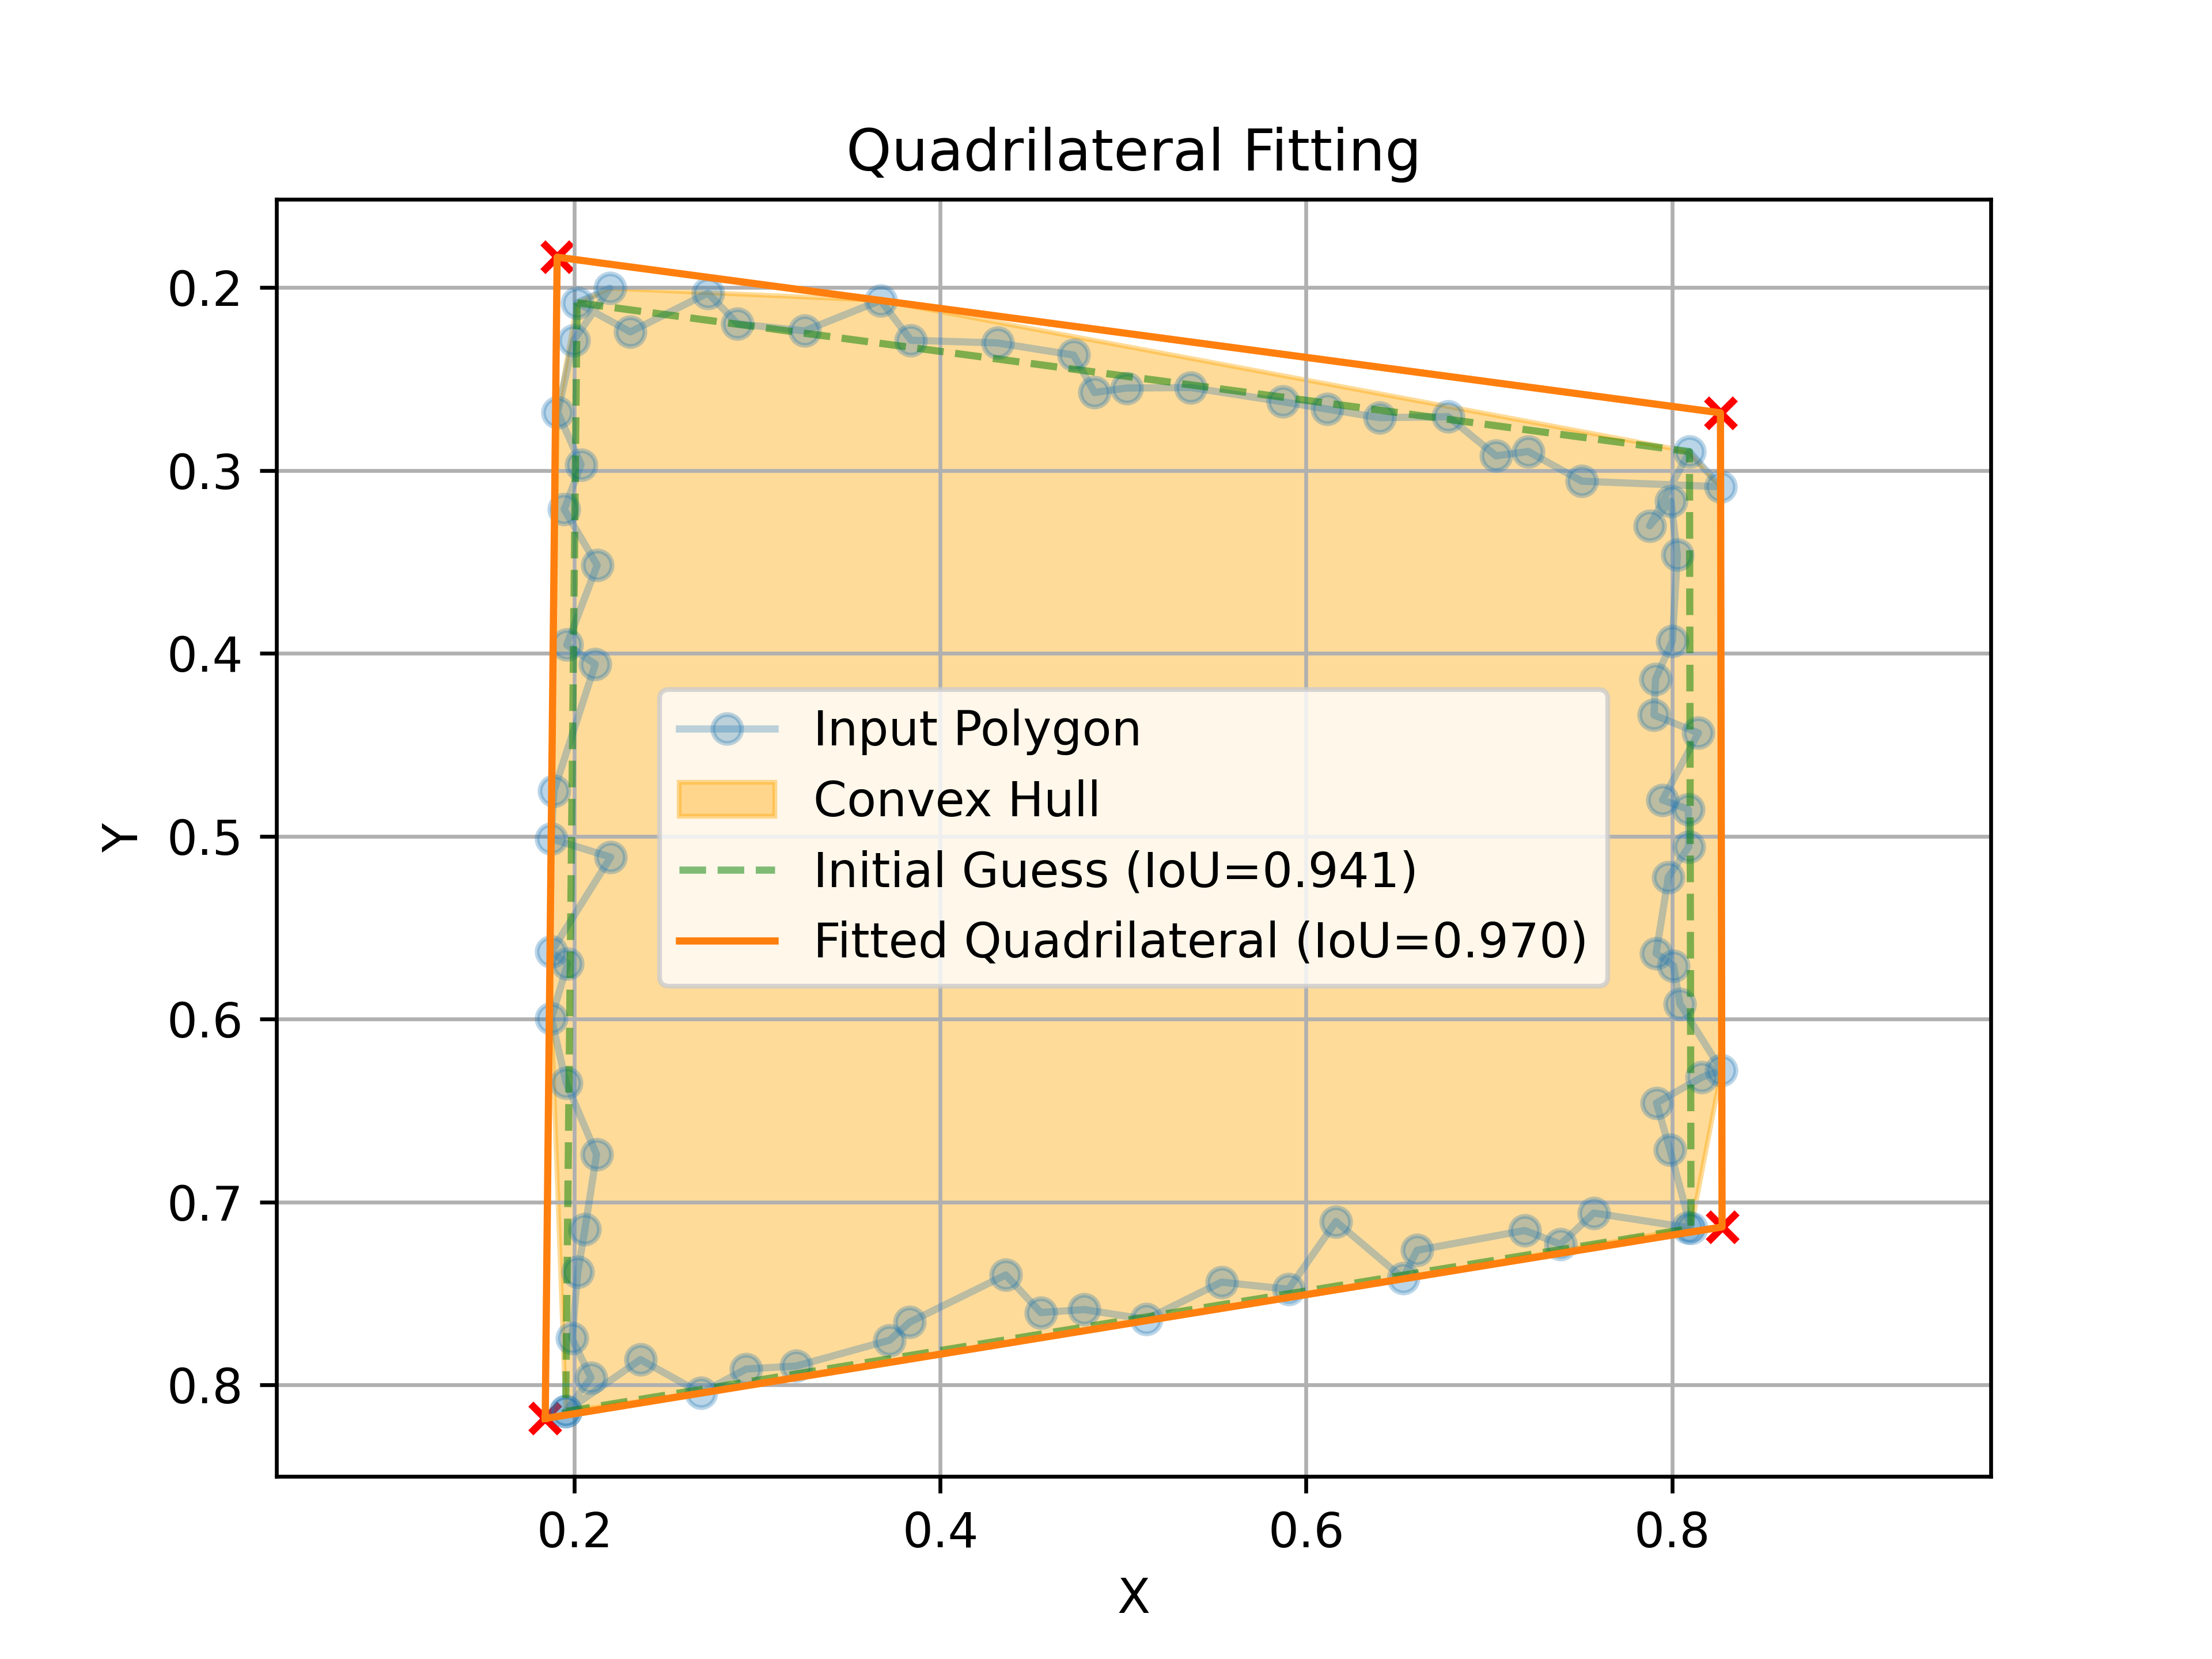 Quadrilateral Fitting
0.2
0.3
0.4
0.5
0.6
0.7
0.8
Y
Input Polygon
Convex Hull
Initial Guess (IoU=0.941)
Fitted Quadrilateral (IoU=0.970)
0.2 0.4 0.6 0.8
X